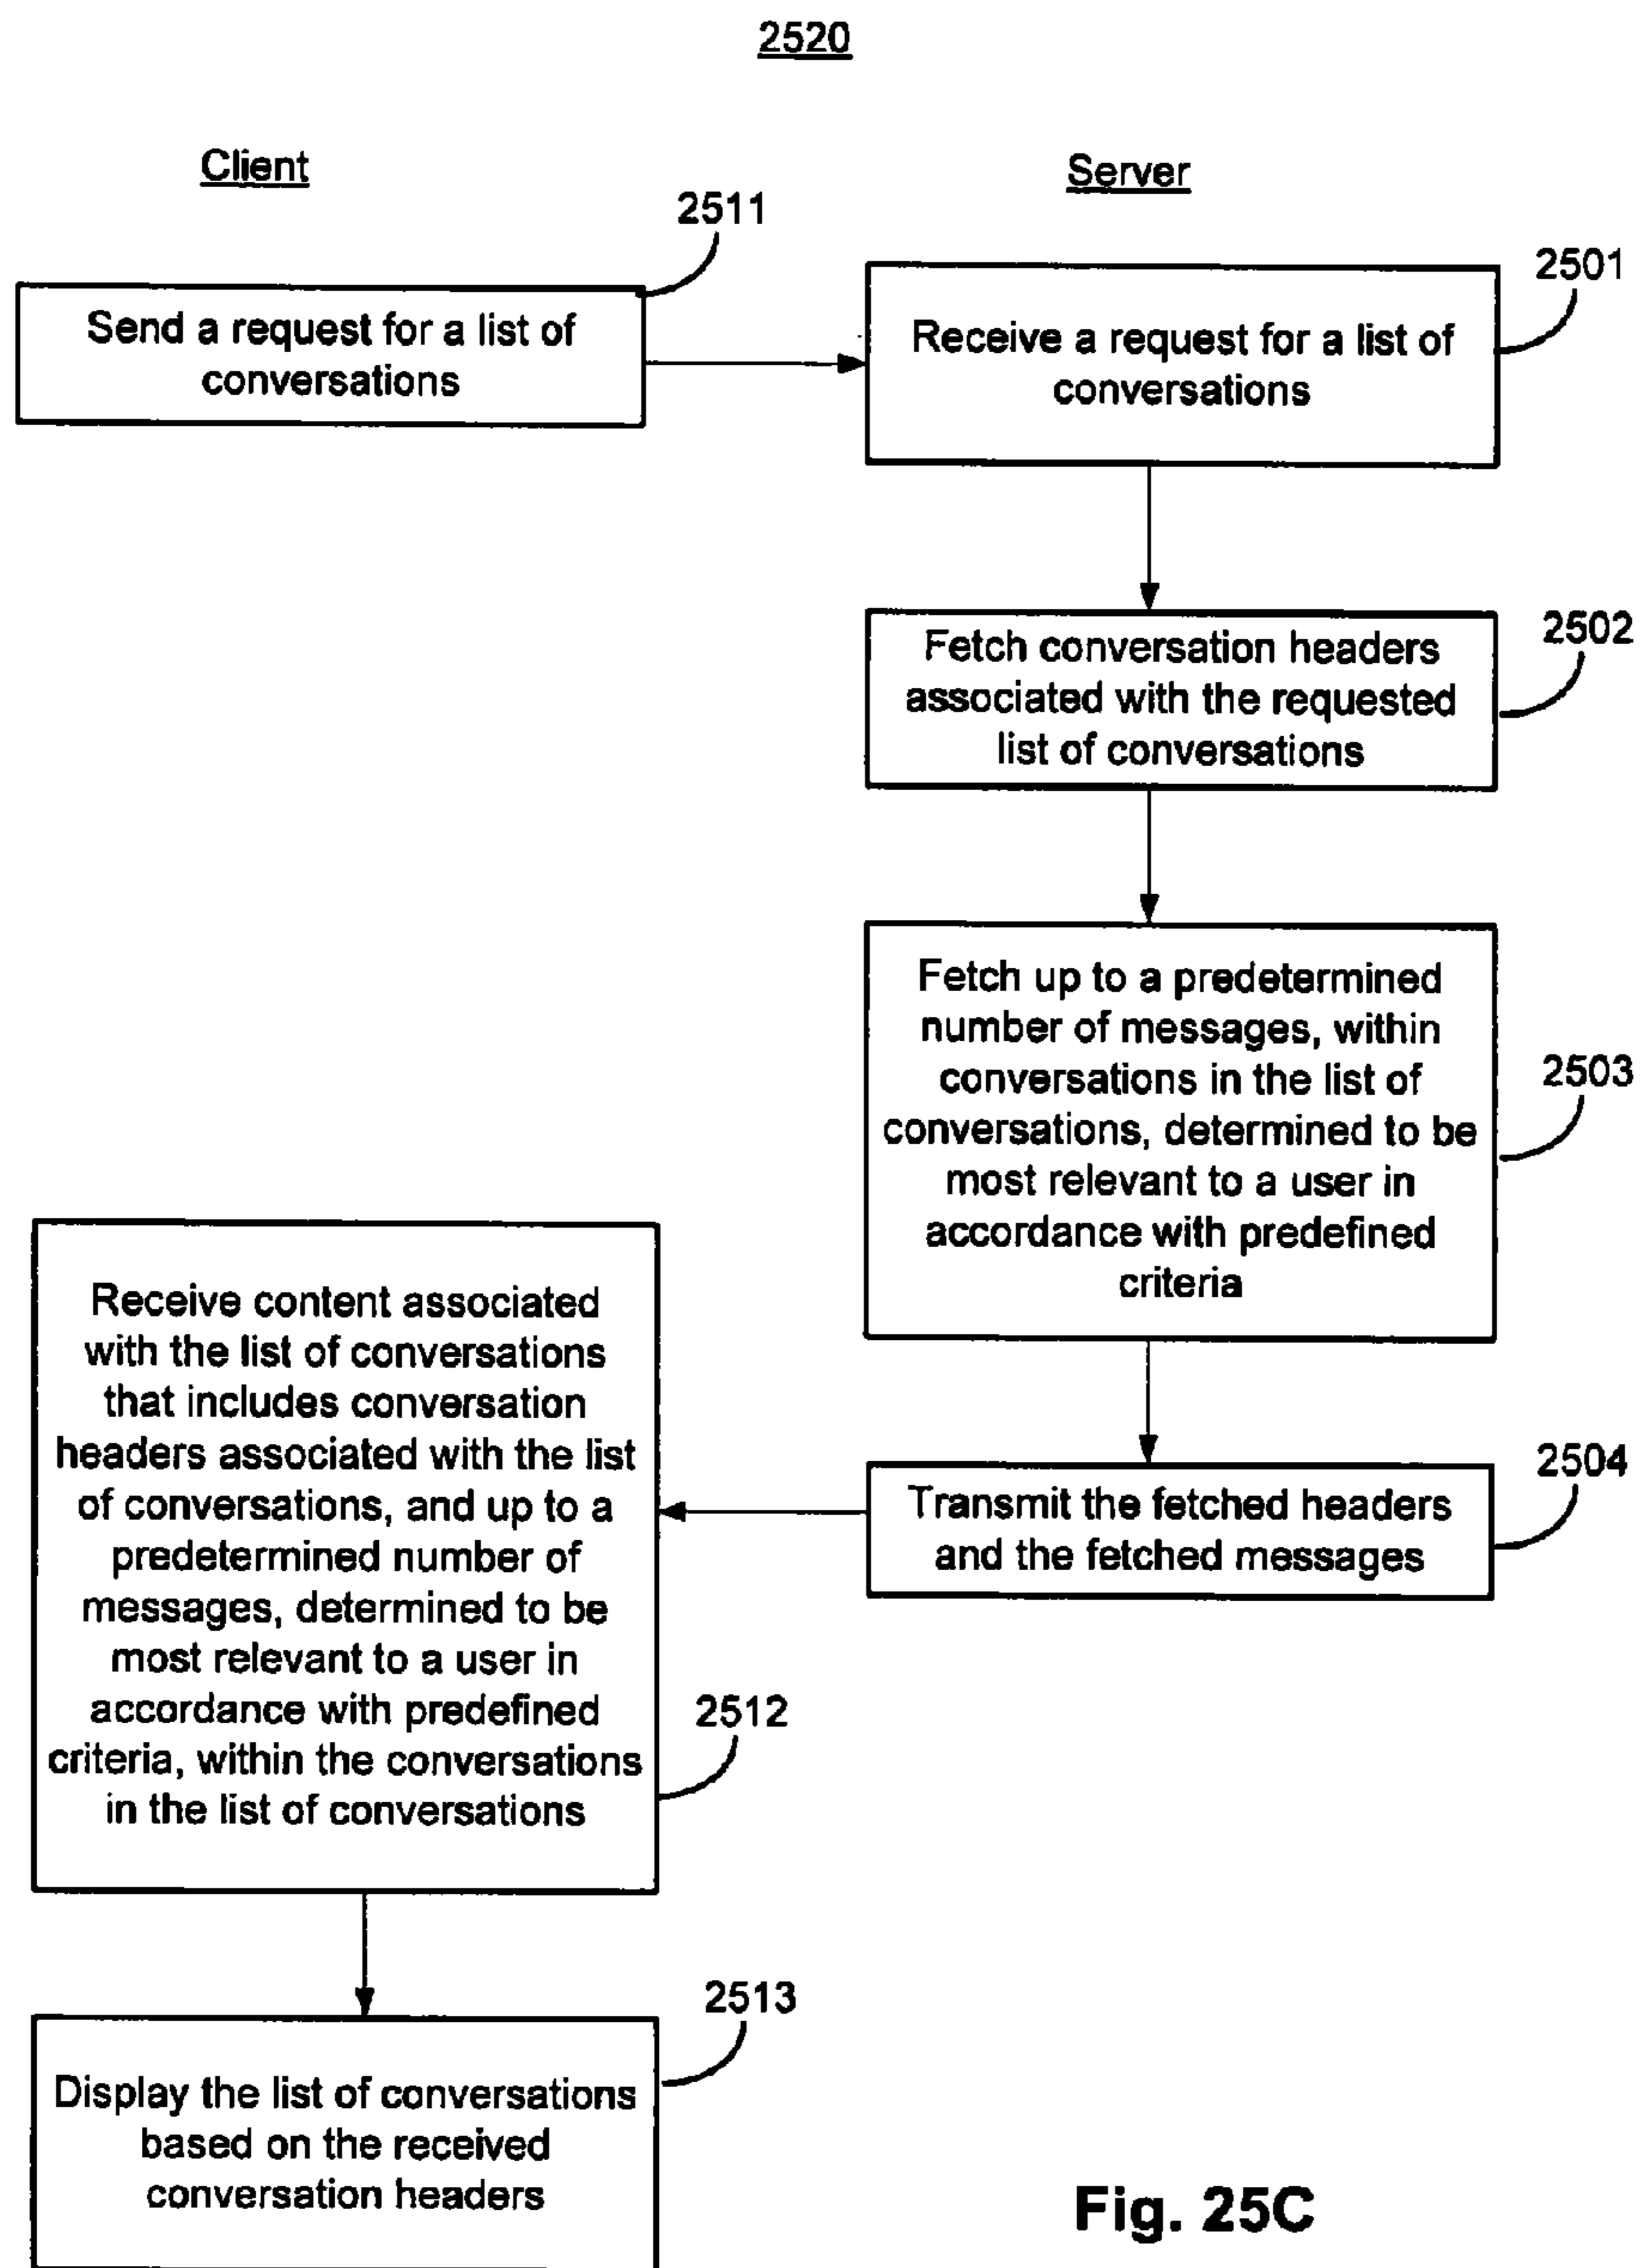 2520
Client
Server
2511
Send a request for a list of
conversations
2501
Receive a request for a list of
conversations
2502
Fetch conversation headers
associated with the requested
list of conversations
2503
Fetch up to a predetermined
number of messages, within
conversations in the list of
conversations, determined to be
most relevant to a user in
accordance with predefined
criteria
2504
Transmit the fetched headers
and the fetched messages
Receive content associated
with the list of conversations
that includes conversation
headers associated with the list
of conversations, and up to a
predetermined number of
messages, determined to be
most relevant to a user in
accordance with predefined
criteria, within the conversations
in the list of conversations
2512
2513
Display the list of conversations
based on the received
conversation headers
Fig. 25C